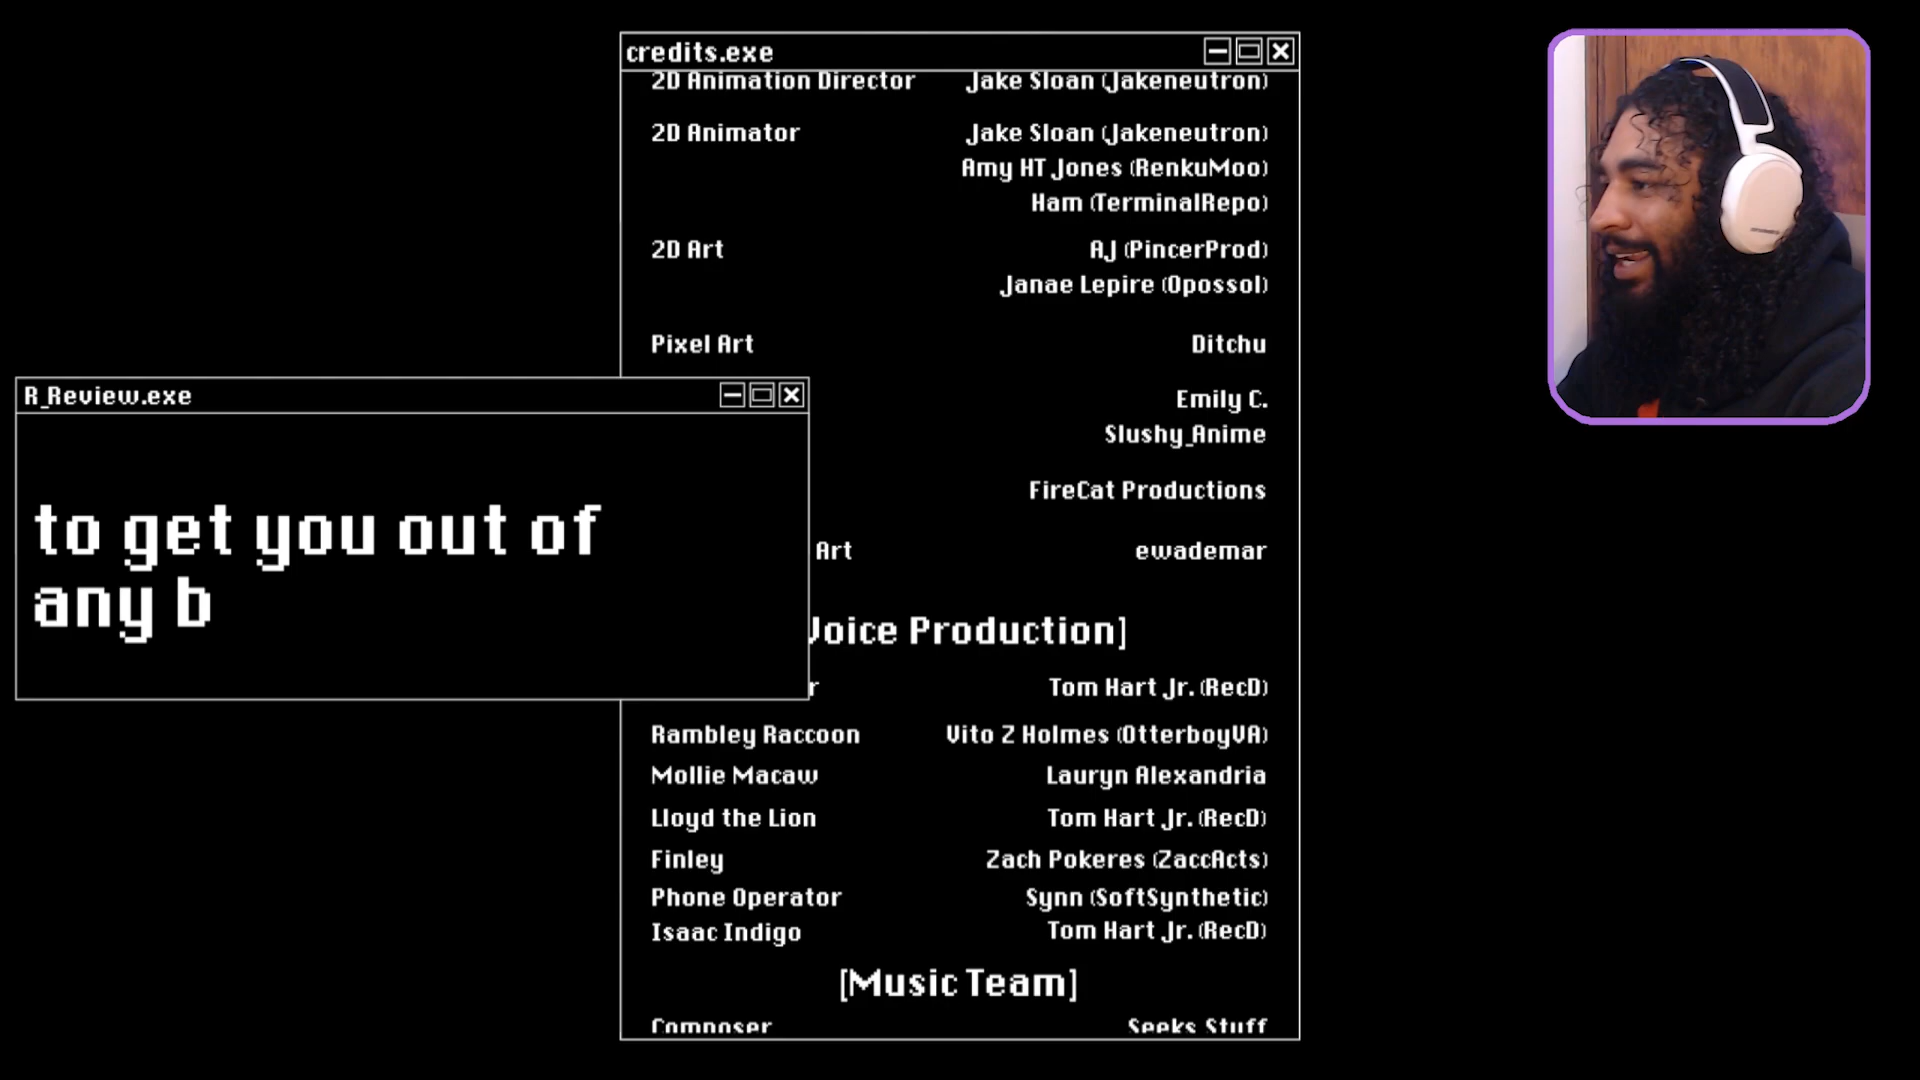 credits.exe
2D Animation Director Jake Sloan (Jakeneutron)
2D Animator Jake Sloan (Jakeneutron)
Amy HT Jones (RenkuMoo)
Ham (TerminalRepo)
2D Art AJ (PincerProd)
Janae Lepire (Opossol)
Pixel Art Ditchu
R_Review.exe
to get you out of
any b
Emily C.
Slushy_Anime
FireCat Productions
Art ewademar
oice Production]
r Tom Hart Jr. (RecD)
Rambley Raccoon Vito Z Holmes (OtterboyVA)
Mollie Macaw Lauryn Alexandria
Lloyd the Lion Tom Hart Jr. (RecD)
Finley Zach Pokeres (ZaccActs)
Phone Operator Synn (SoftSynthetic)
Isaac Indigo Tom Hart Jr. (RecD)
[Music Team]
Composer Seeks Stuff